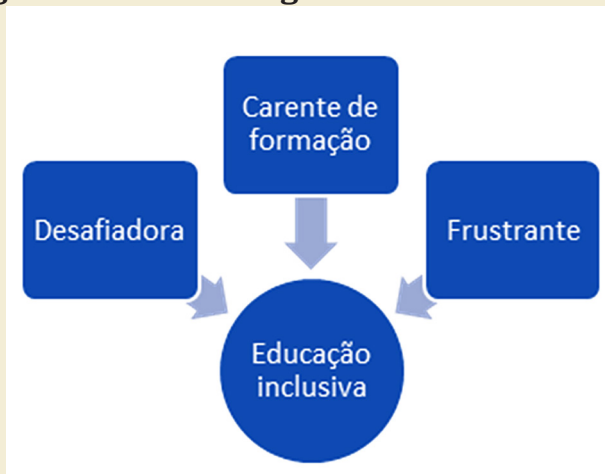 Carente de
formação
Desafiadora
Frustrante
Educação
inclusiva